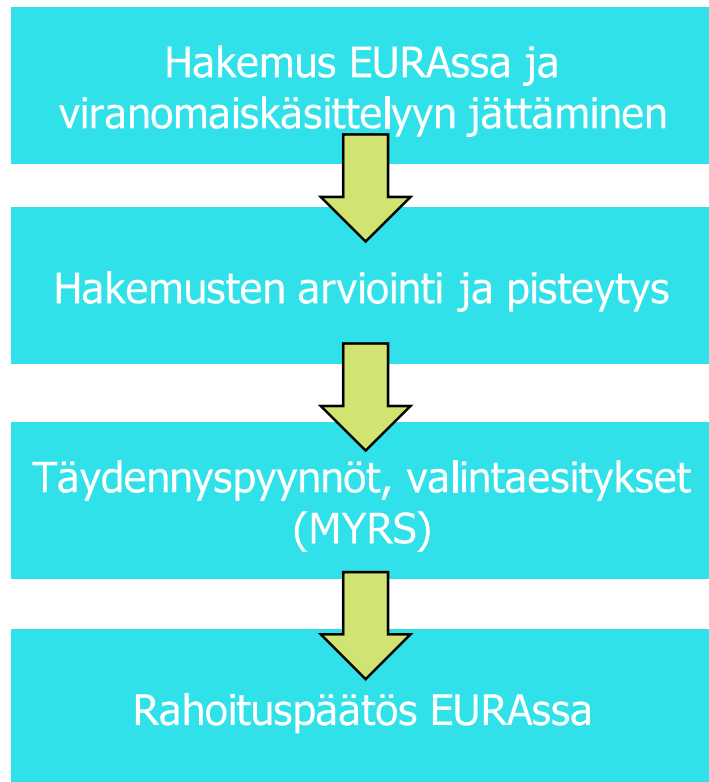 Hakemus EURAssa ja
viranomaiskäsittelyyn jättäminen
Hakemusten arviointi ja pisteytys
Täydennyspyynnöt, valintaesitykset
(MYRS)
Rahoituspäätös EURAssa